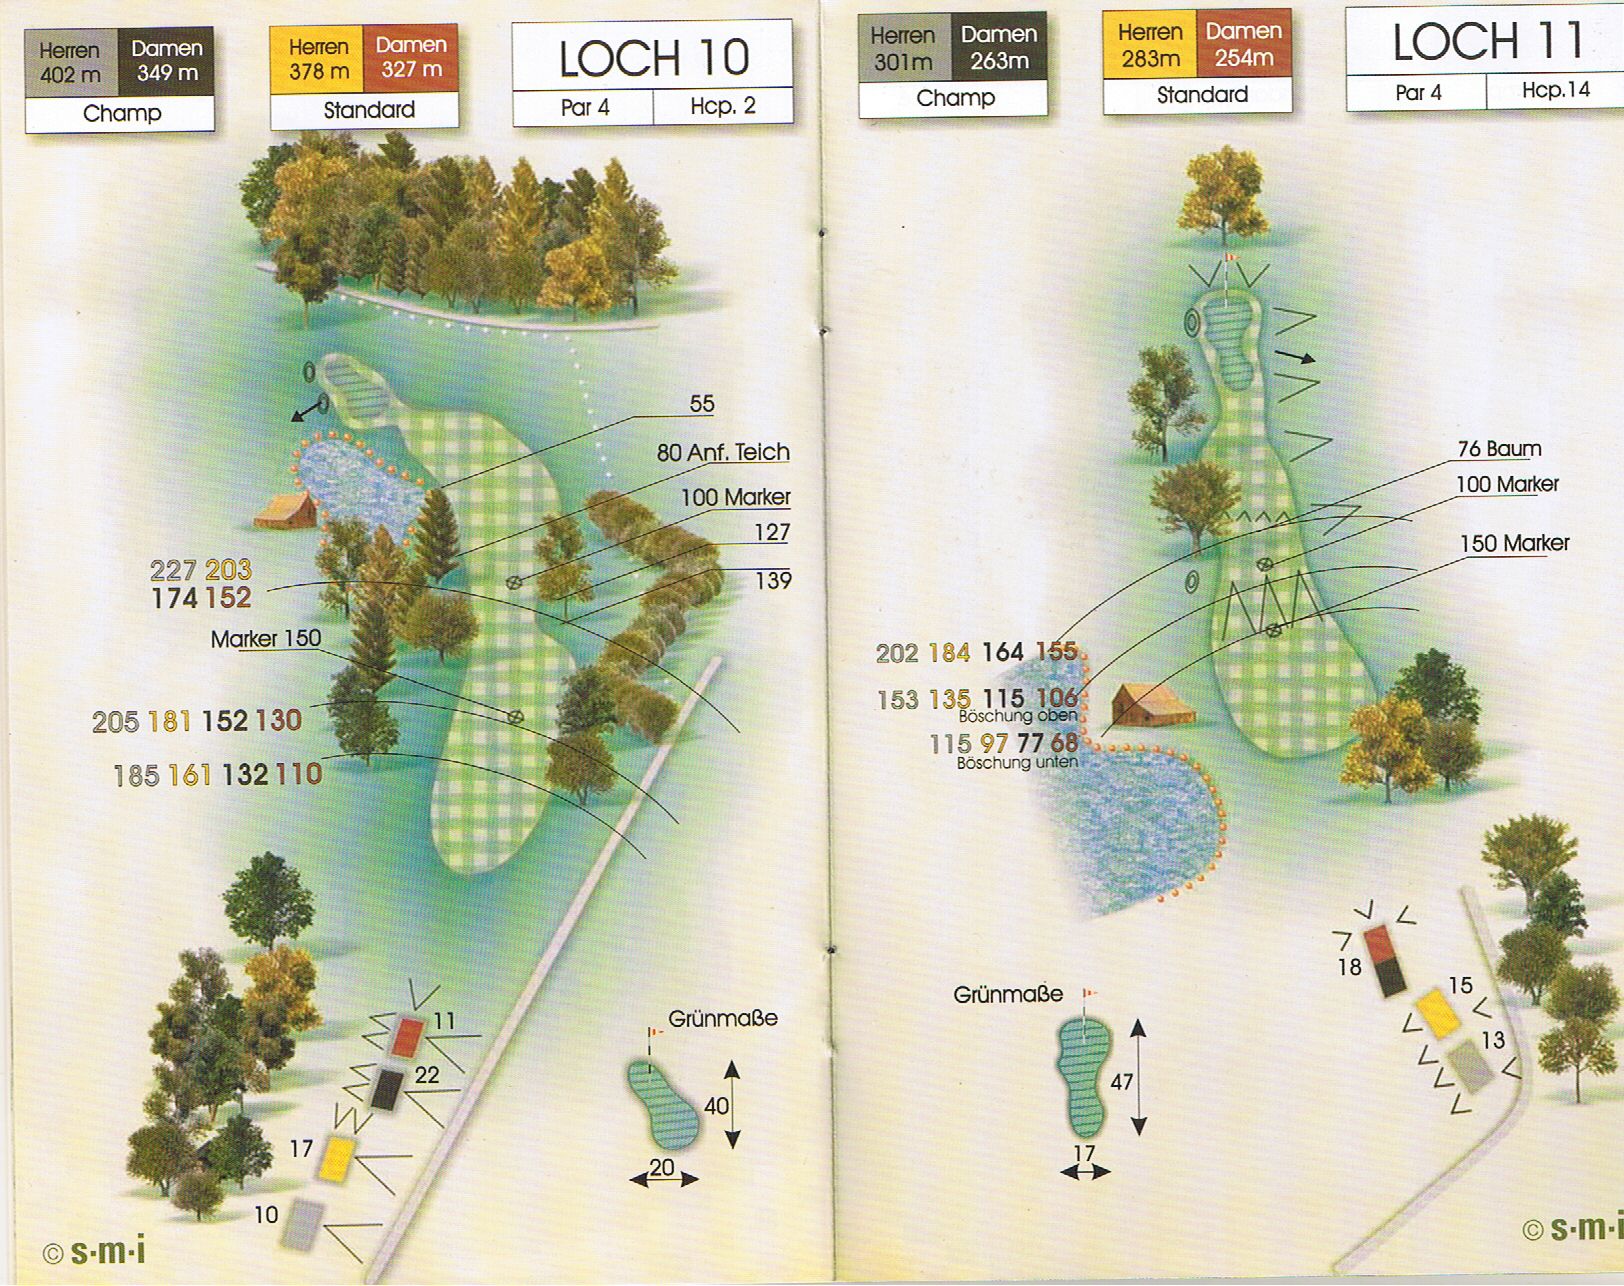 Herren
402 m
Damen
349 m
Champ
Herren
378 m
Damen
327 m
Standard
LOCH 10
Par 4
Hcp. 2
55
80 Anf. Teich
100 Marker
127
139
227 203
174 152
Marker 150
205 181 152 130
185 161 132 110
11
22
17
10
Grünmaße
40
20
© s·m·i
Herren
301m
Damen
263m
Champ
Herren
283m
Damen
254m
Standard
LOCH 11
Par 4
Hcp.14
76 Baum
100 Marker
150 Marker
202 184 164 155
153 135 115 106
Böschung oben
115 97 77 68
Böschung unten
18
15
13
Grünmaße
47
17
© s·m·i